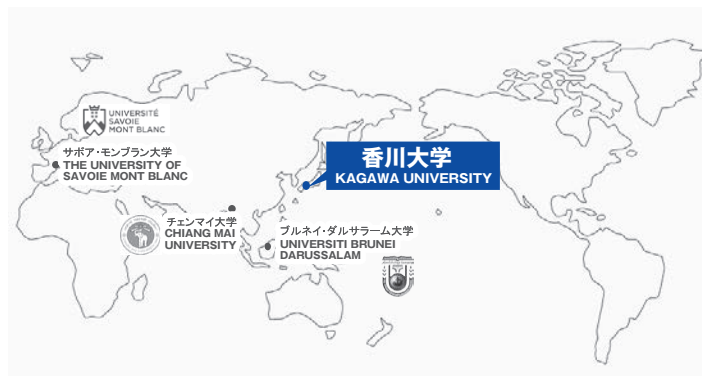 UNIVERSITÉ
SAVOIE
MONT BLANC
サボア・モンブラン大学
THE UNIVERSITY OF
SAVOIE MONT BLANC
香川大学
KAGAWA UNIVERSITY
チェンマイ大学
CHIANG MAI
UNIVERSITY
ブルネイ・ダルサラーム大学
UNIVERSITI BRUNEI
DARUSSALAM